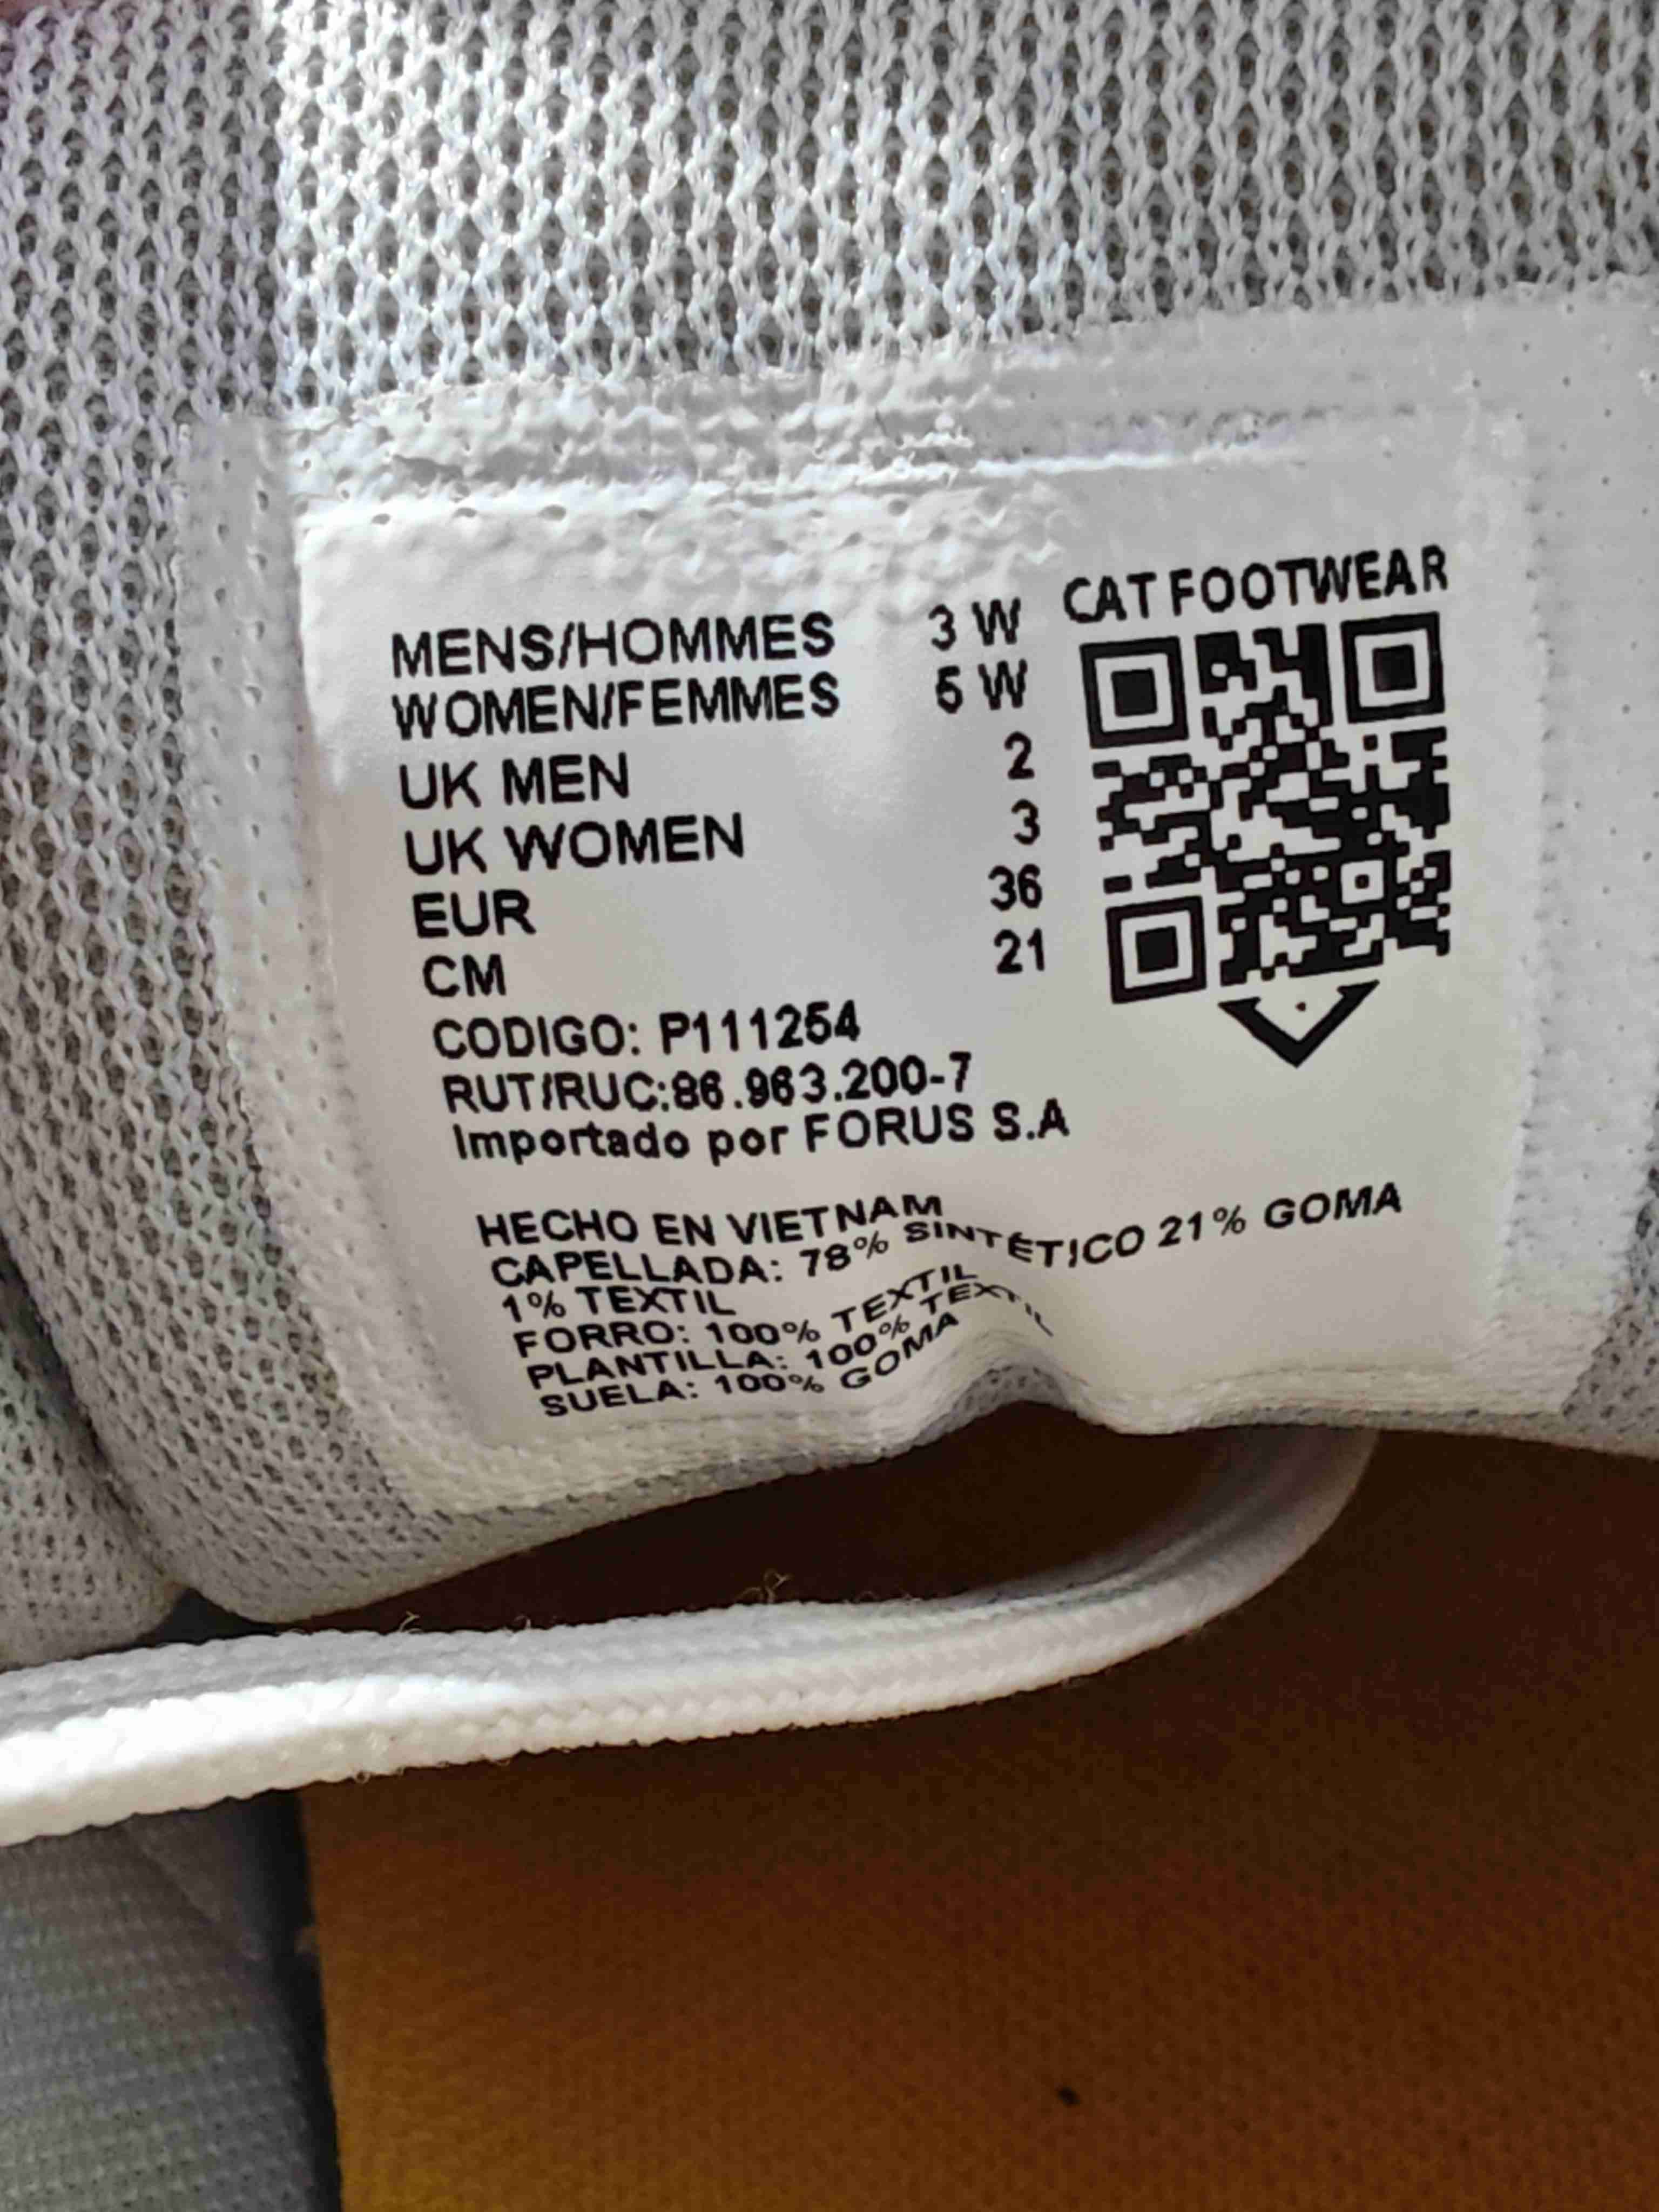 CAT FOOTWEAR
MENS/HOMMES 3 W
WOMEN/FEMMES 5 W
UK MEN 2
UK WOMEN 3
EUR 36
CM 21
CODIGO: P111254
RUT/RUC:86.963.200-7
Importado por FORUS S.A
HECHO EN VIETNAM
CAPELLADA: 78% SINTÉTICO 21% GOMA
1% TEXTIL
FORRO: 100% TEXTIL
PLANTILLA: 100% TEXTIL
SUELA: 100% GOMA